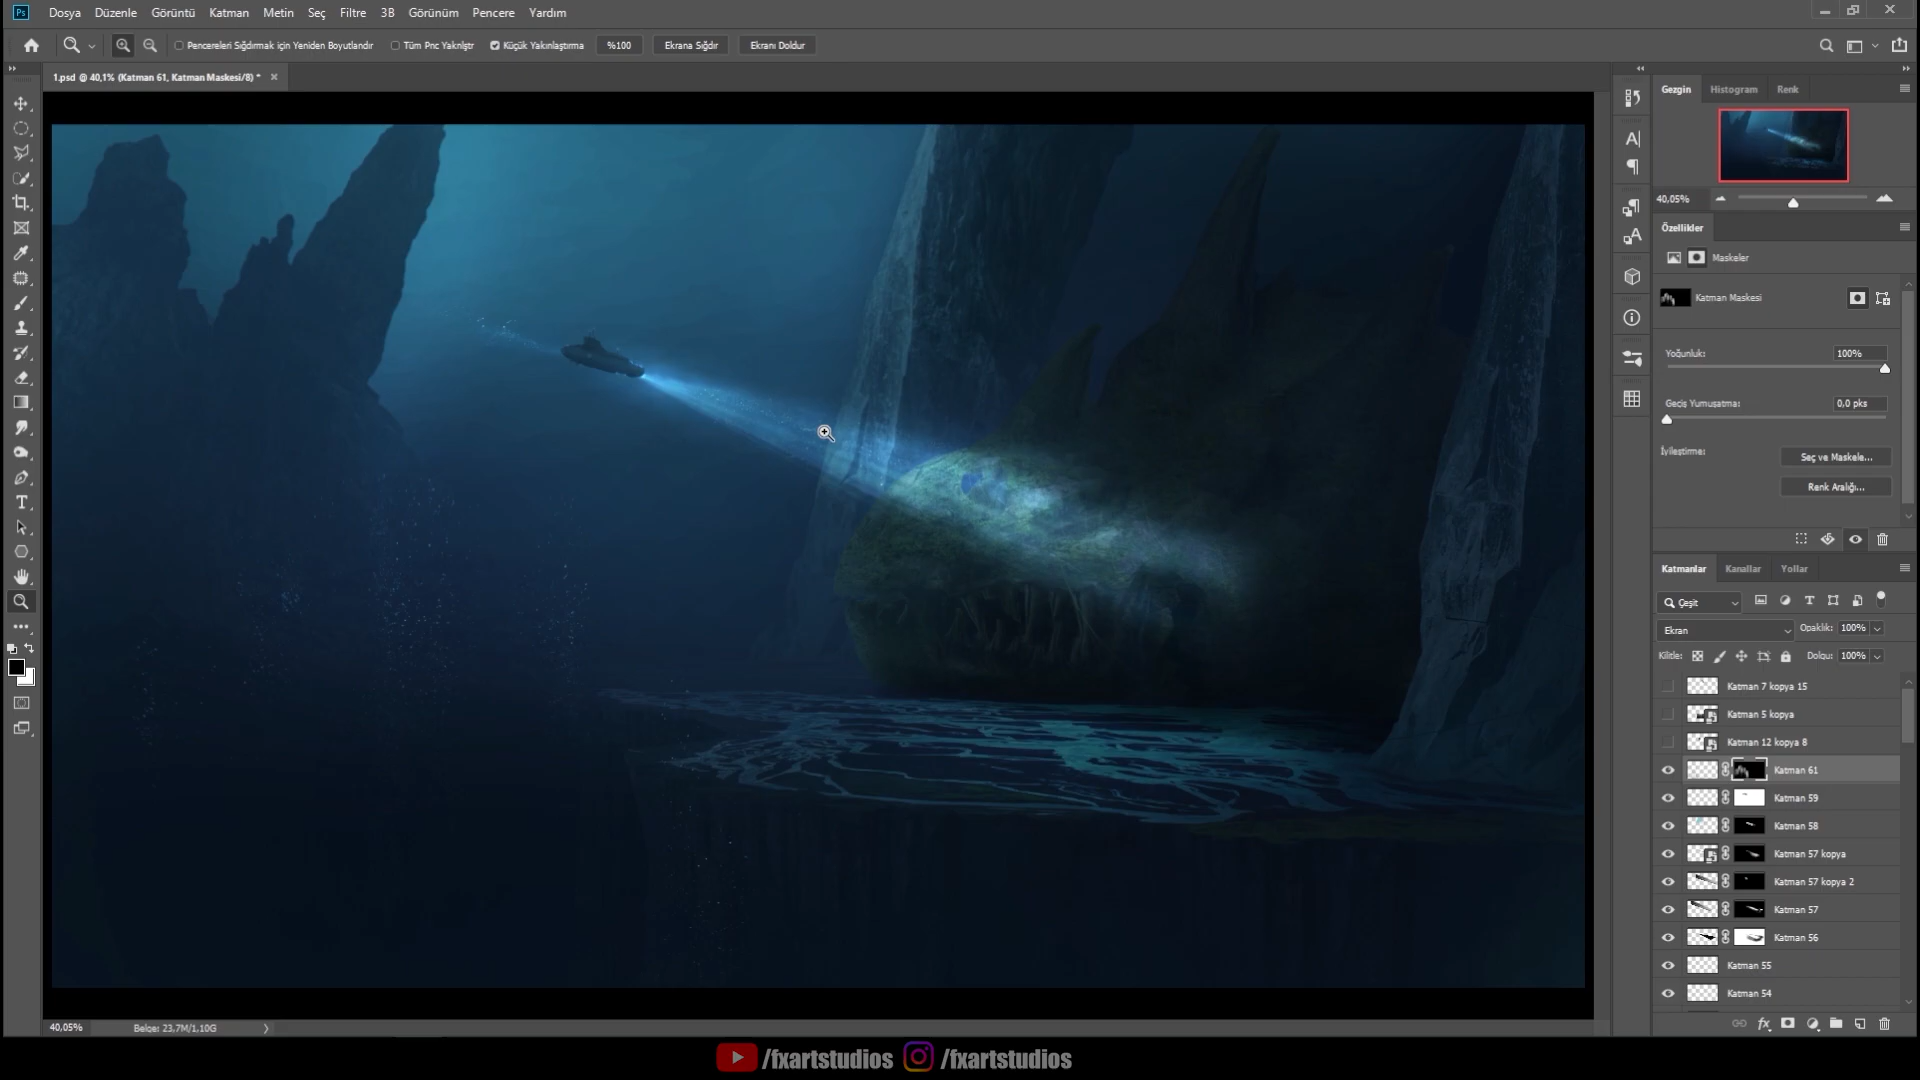 Ps Dosya Düzenle Görüntü Katman Metin Seç Filtre 3B Görünüm Pencere Yardım
Pencereleri Sığdırmak için Yeniden Boyutlandır Tüm Pnc Yaknlştr Küçük Yakınlaştırma %100 Ekrana Sığdır Ekranı Doldur
1.psd @ 40,1% (Katman 61, Katman Maskesi/8) *
Gezgin Histogram Renk
40,05%
Özellikler
Maskeler
Katman Maskesi
Yoğunluk: 100%
Geçiş Yumuşatma: 0,0 pks
İyileştirme: Seç ve Maskele...
Renk Aralığı...
Katmanlar Kanallar Yollar
Çeşit
Ekran Opaklık: 100%
Kilitle: Dolgu: 100%
Katman 7 kopya 15
Katman 5 kopya
Katman 12 kopya 8
Katman 61
Katman 59
Katman 58
Katman 57 kopya
Katman 57 kopya 2
Katman 57
Katman 56
Katman 55
Katman 54
fx
40,05% Belge: 23,7M/1,10G
/fxartstudios /fxartstudios